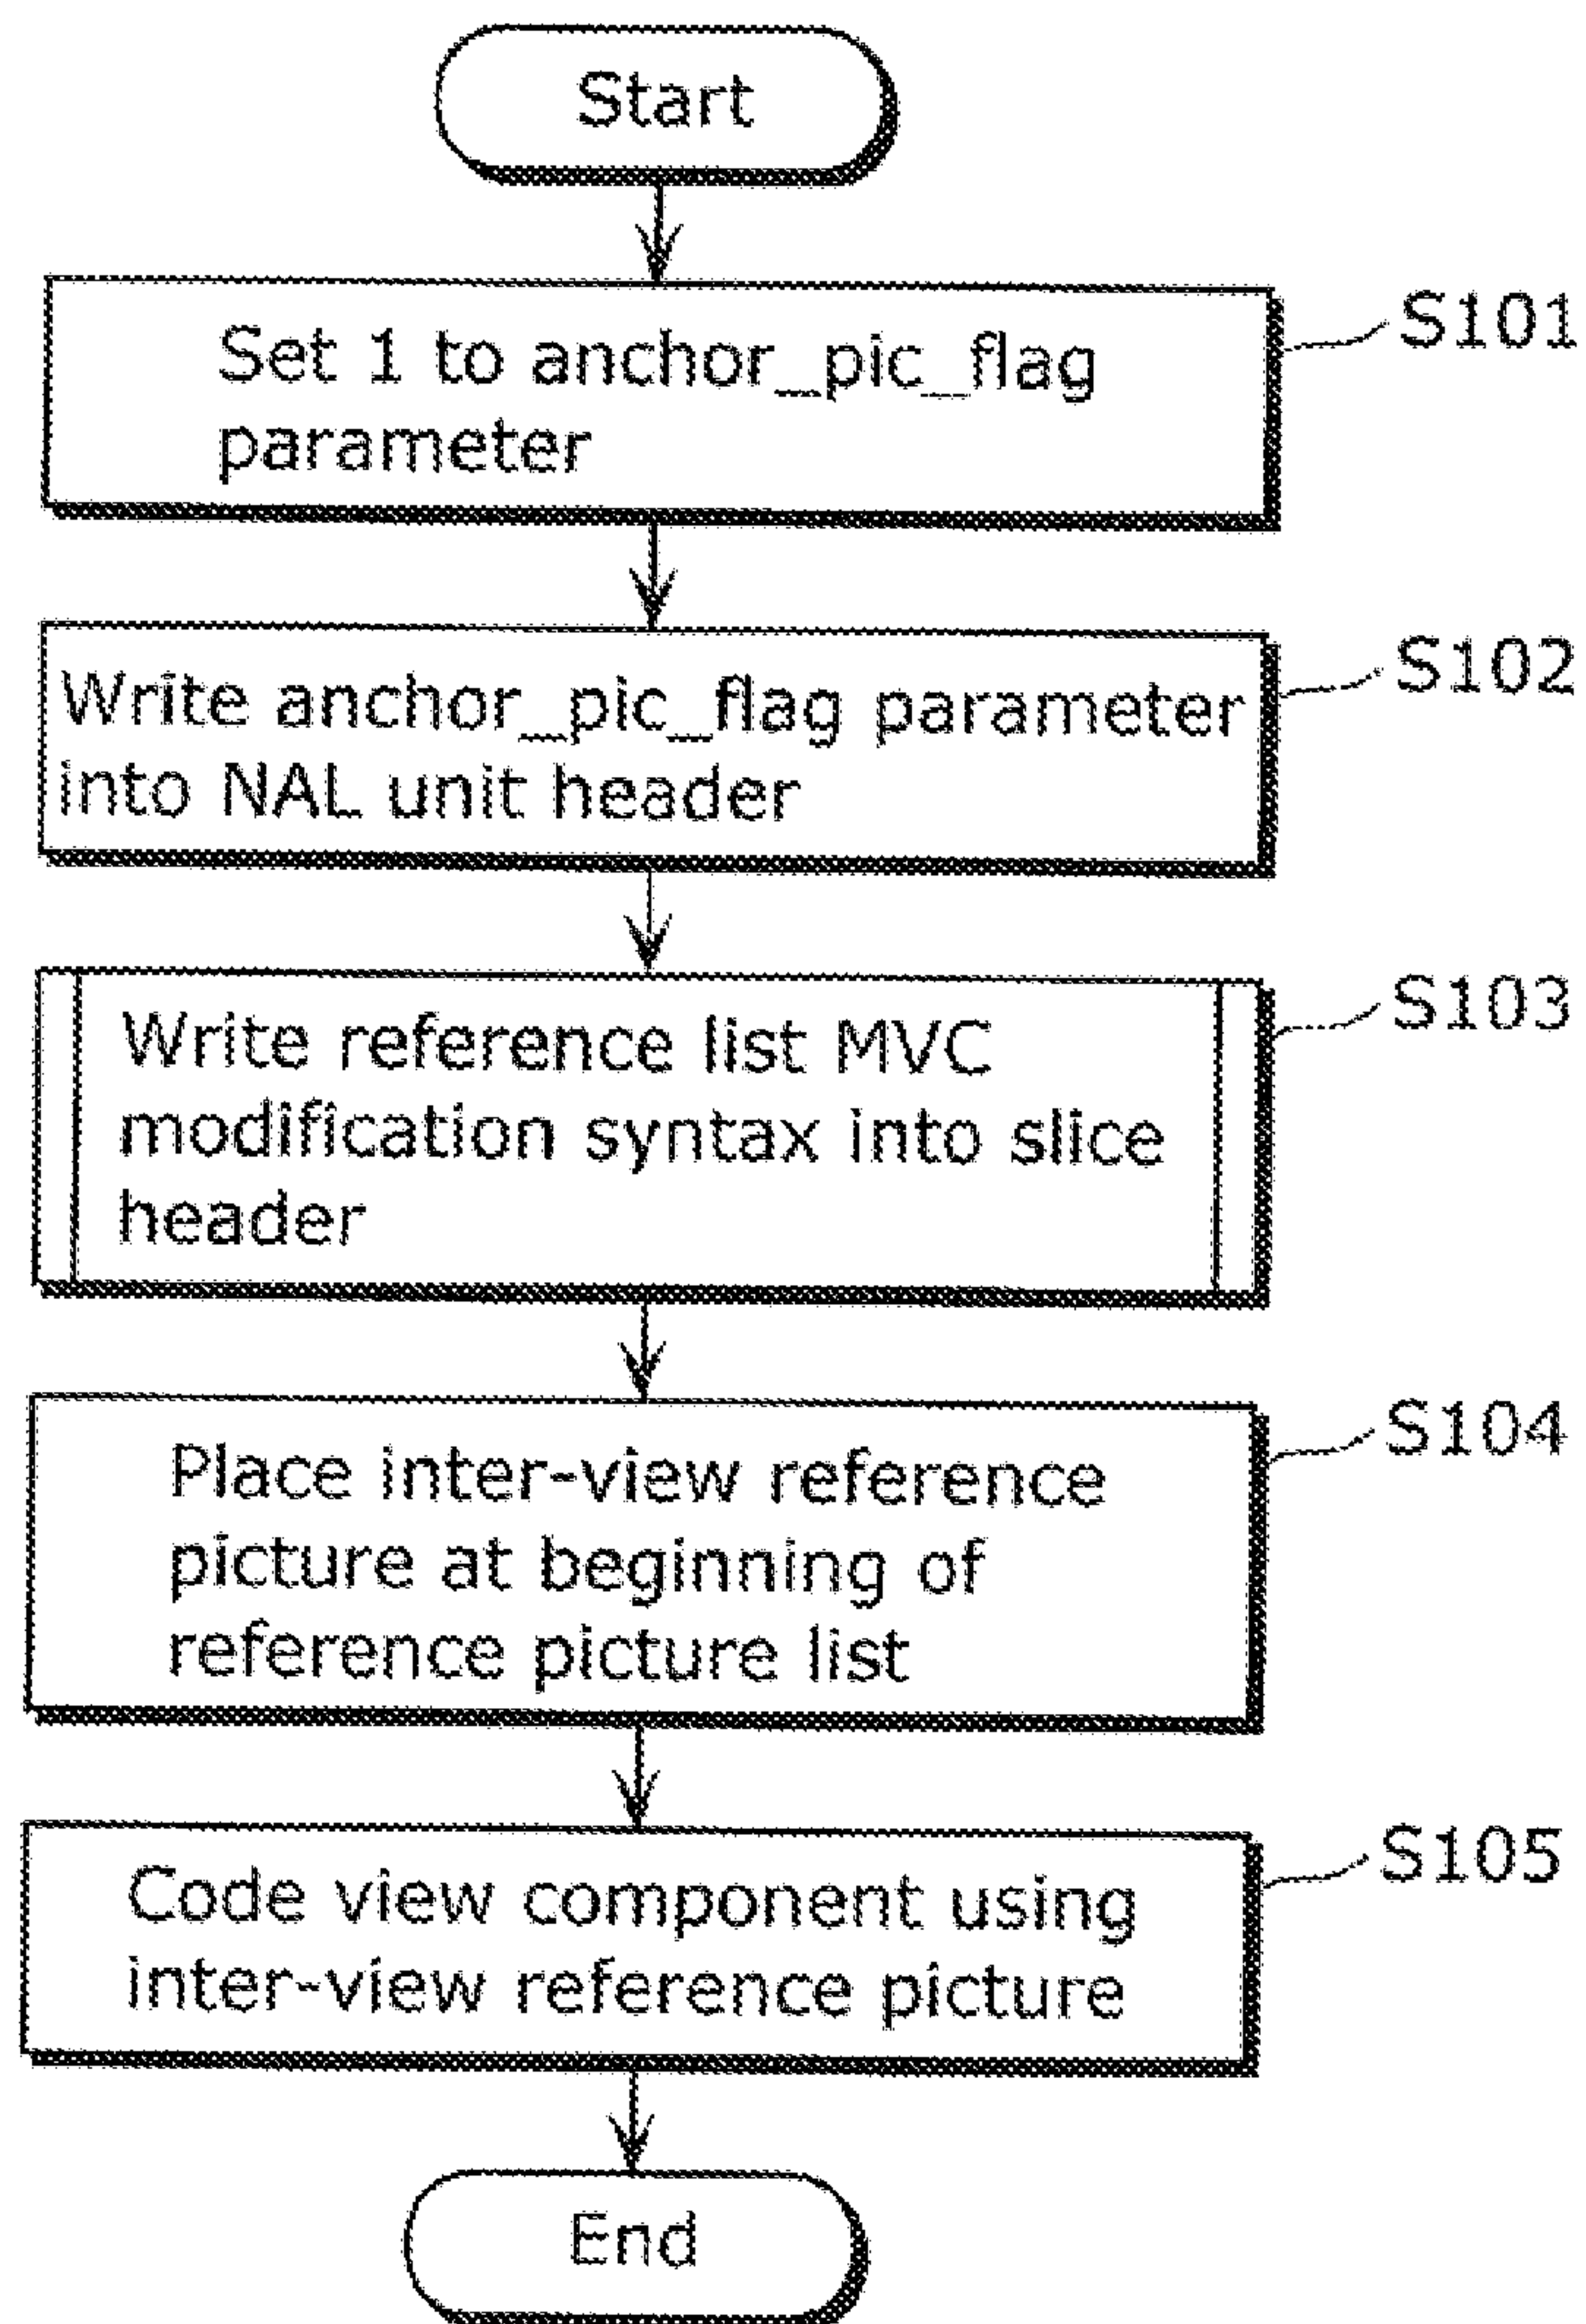 Start
Set 1 to anchor_pic_flag
parameter
S101
Write anchor_pic_flag parameter
into NAL unit header
S102
Write reference list MVC
modification syntax into slice
header
S103
Place inter-view reference
picture at beginning of
reference picture list
S104
Code view component using
inter-view reference picture
S105
End